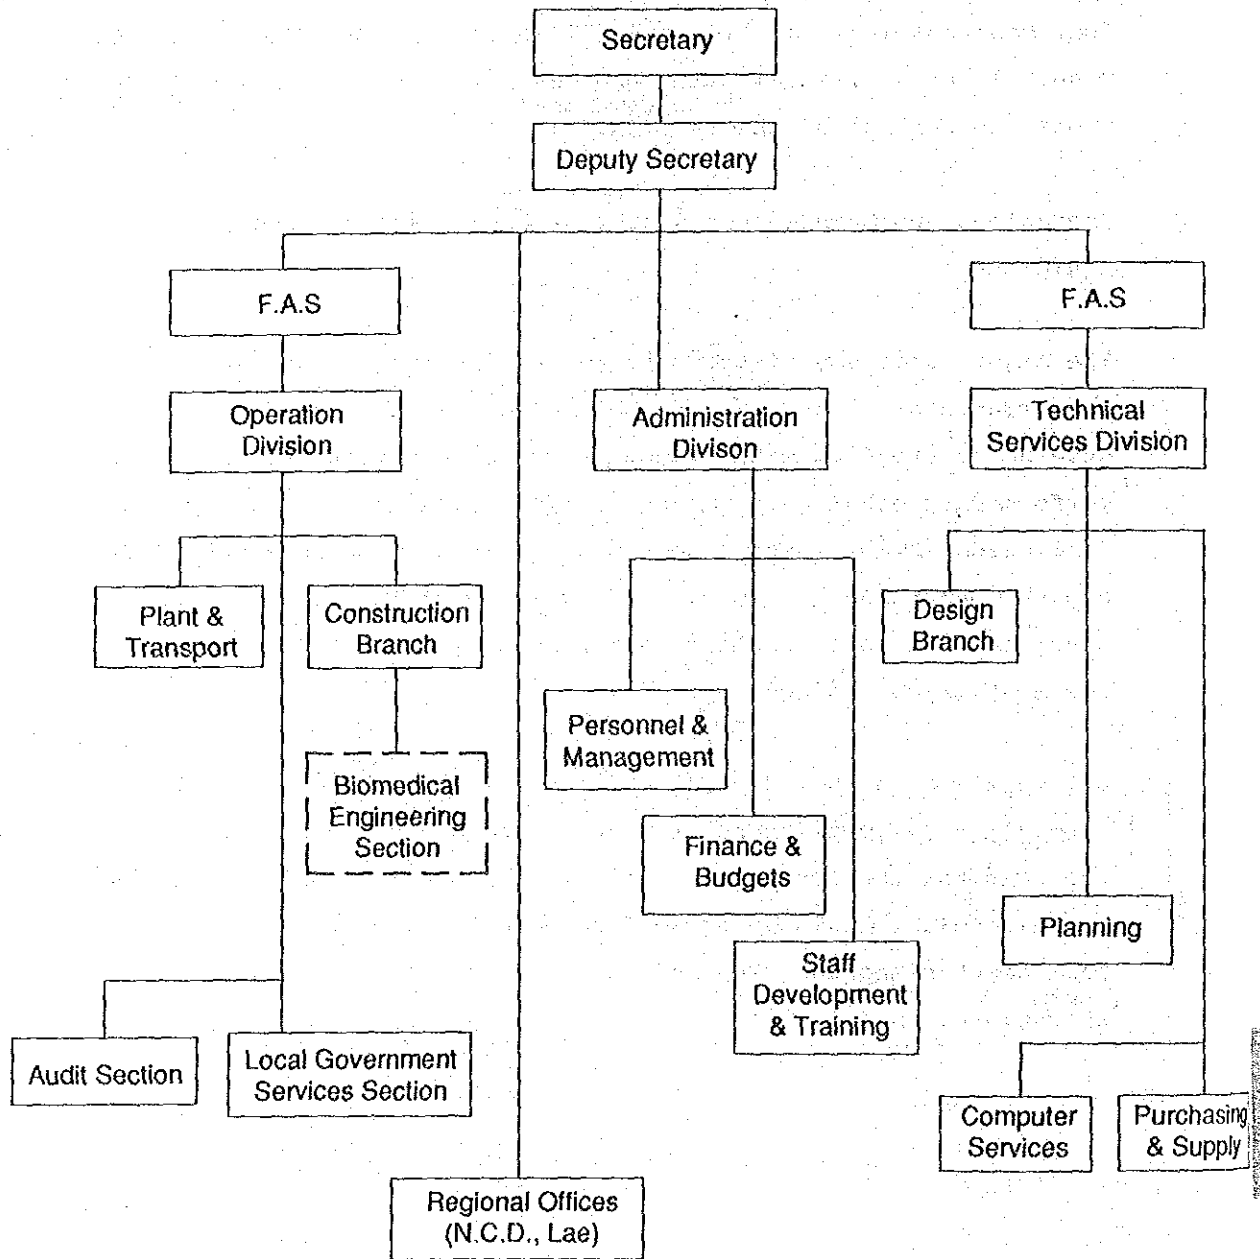 Secretary
Deputy Secretary
F.A.S
F.A.S
Operation
Division
Administration
Divison
Technical
Services Division
Plant &
Transport
Construction
Branch
Design
Branch
Personnel &
Management
Biomedical
Engineering
Section
Finance &
Budgets
Planning
Staff
Development
& Training
Audit Section
Local Government
Services Section
Computer
Services
Purchasing
& Supply
Regional Offices
(N.C.D., Lae)